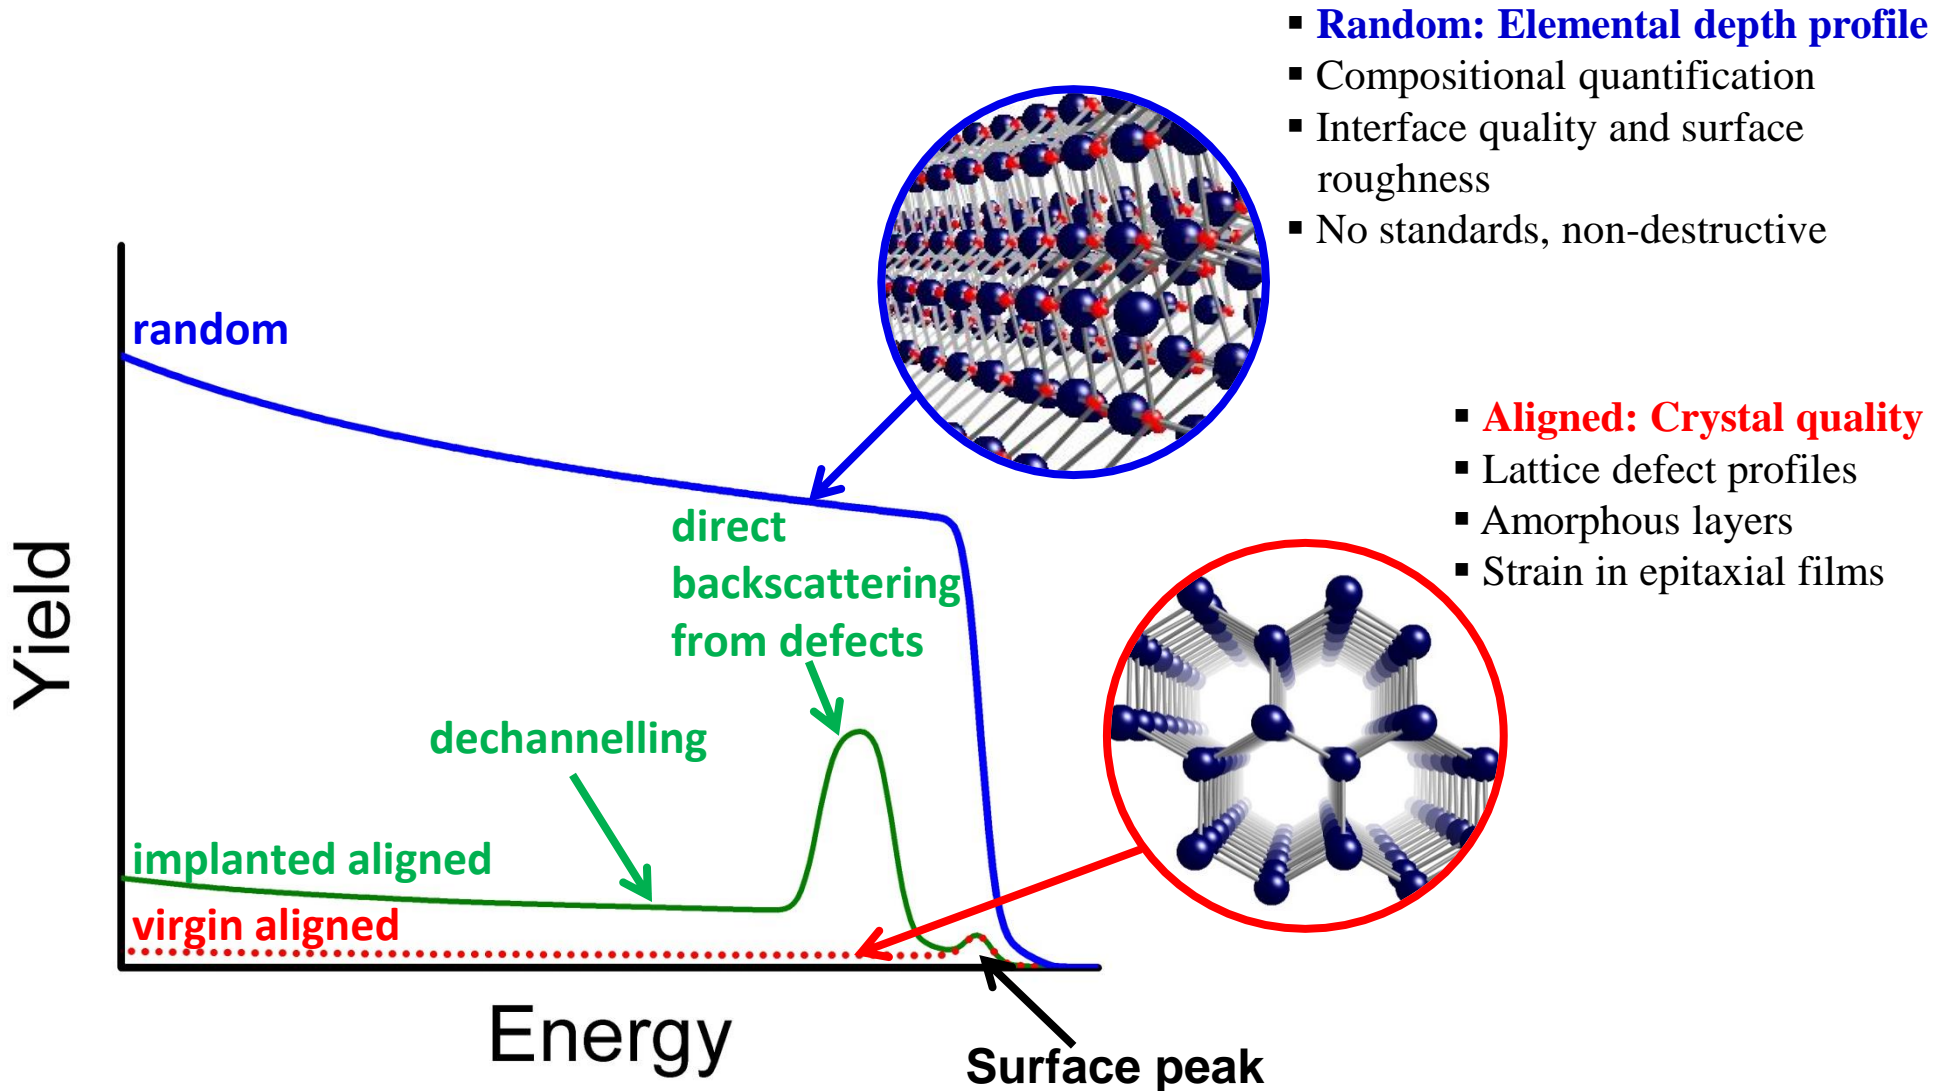 ▪ Random: Elemental depth profile
▪ Compositional quantification
▪ Interface quality and surface
roughness
▪ No standards, non-destructive
random
▪ Aligned: Crystal quality
▪ Lattice defect profiles
▪ Amorphous layers
▪ Strain in epitaxial films
direct
backscattering
from defects
Yield
dechannelling
implanted aligned
virgin aligned
Energy
Surface peak